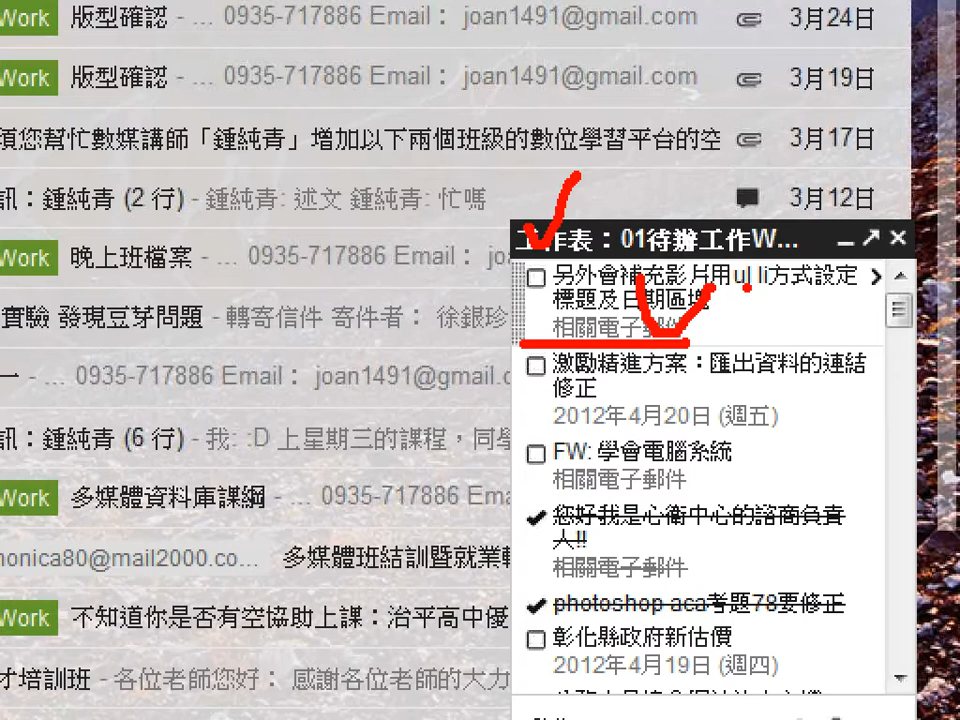 Work 版型確認 - ... 0935-717886 Email： joan1491@gmail.com 3月24日
Work 版型確認 - ... 0935-717886 Email： joan1491@gmail.com 3月19日
須您幫忙數媒講師「鍾純青」增加以下兩個班級的數位學習平台的空 3月17日
訊：鍾純青 (2 行) - 鍾純青: 述文 鍾純青: 忙嗎 3月12日
Work 晚上班檔案 - ... 0935-717886 Email：
實驗 發現豆芽問題 - 轉寄信件 寄件者： 徐銀珍
- ... 0935-717886 Email： joan1491@gmail.c
訊：鍾純青 (6 行) - 我: :D 上星期三的課程，同學
Work 多媒體資料庫課綱 - ... 0935-717886 Ema
monica80@mail2000.co... 多媒體班結訓暨就業
Work 不知道你是否有空協助上課：治平高中優
才培訓班 - 各位老師您好： 感謝各位老師的大力
工作表：01待辦工作W...
另外會補充影片用ul li方式設定
標題及日期區塊
相關電子郵件
激勵精進方案：匯出資料的連結
修正
2012年4月20日 (週五)
FW: 學會電腦系統
相關電子郵件
您好我是心衛中心的諮商負責
人!!
相關電子郵件
photoshop aca考題78要修正
彰化縣政府新估價
2012年4月19日 (週四)